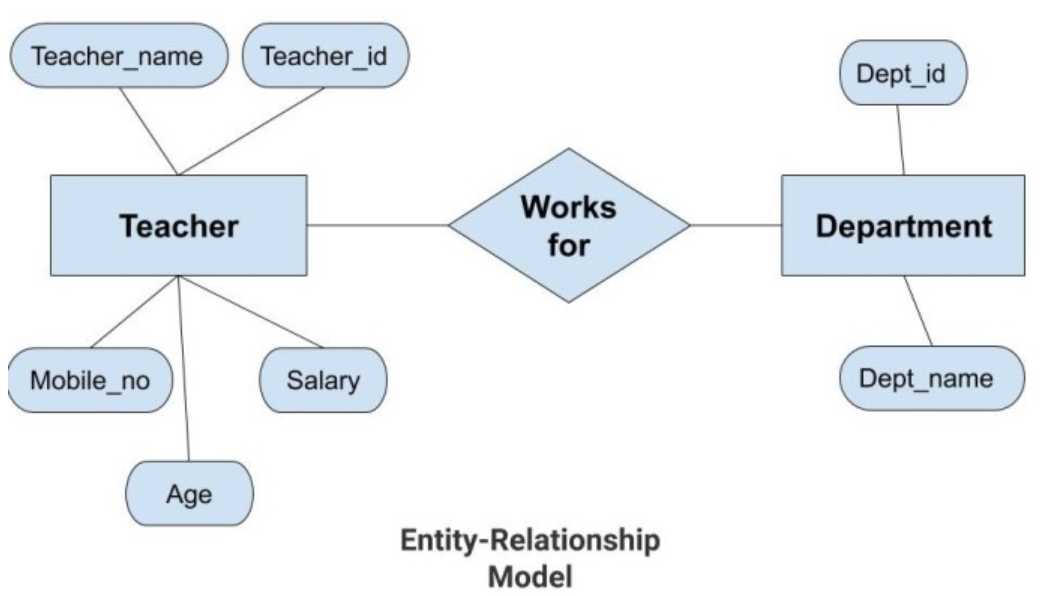 Teacher_name
Teacher_id
Dept_id
Teacher
Works
for
Department
Mobile_no
Salary
Dept_name
Age
Entity-Relationship
Model